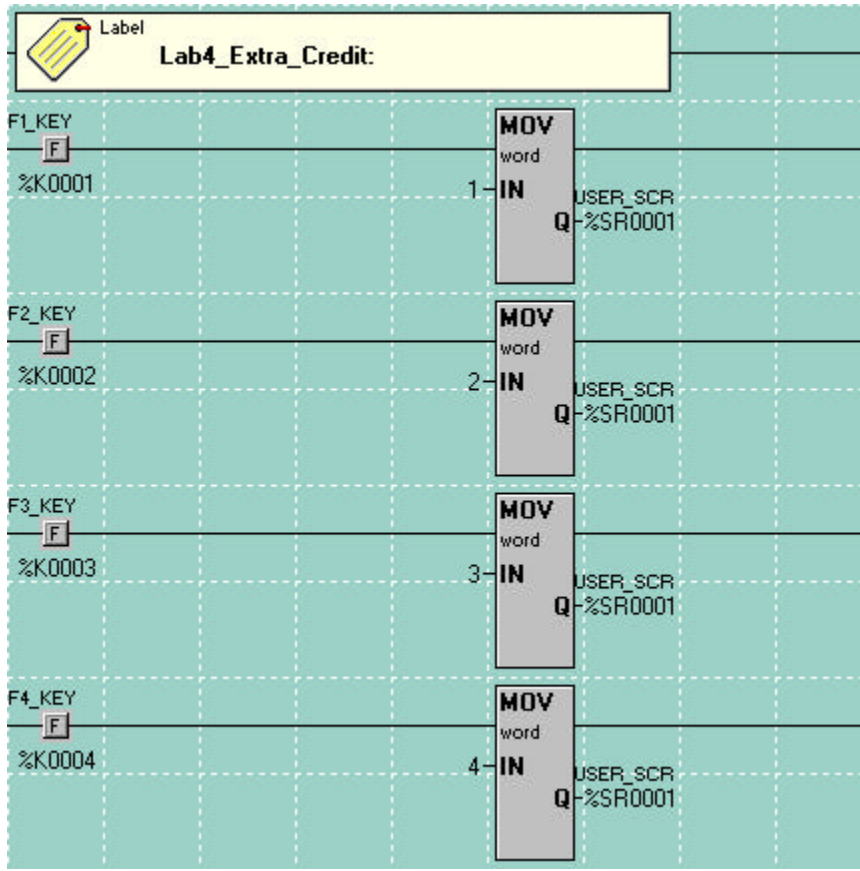 Label
Lab4_Extra_Credit:
F1_KEY
F
%K0001
MOV
word
1 IN
USER_SCR
Q %SR0001
F2_KEY
F
%K0002
MOV
word
2 IN
USER_SCR
Q %SR0001
F3_KEY
F
%K0003
MOV
word
3 IN
USER_SCR
Q %SR0001
F4_KEY
F
%K0004
MOV
word
4 IN
USER_SCR
Q %SR0001